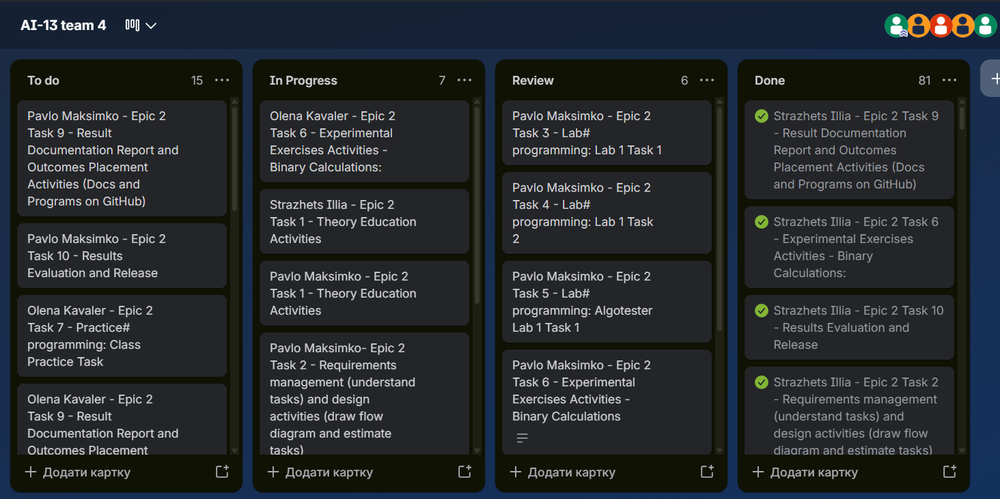 AI-13 team 4
To do 15
Pavlo Maksimko - Epic 2
Task 9 - Result
Documentation Report and
Outcomes Placement
Activities (Docs and
Programs on GitHub)
Pavlo Maksimko - Epic 2
Task 10 - Results
Evaluation and Release
Olena Kavaler - Epic 2
Task 7 - Practice#
programming: Class
Practice Task
Olena Kavaler - Epic 2
Task 9 - Result
Documentation Report and
Outcomes Placement
+ Додати картку
In Progress 7
Olena Kavaler - Epic 2
Task 6 - Experimental
Exercises Activities -
Binary Calculations:
Strazhets Illia - Epic 2
Task 1 - Theory Education
Activities
Pavlo Maksimko - Epic 2
Task 1 - Theory Education
Activities
Pavlo Maksimko- Epic 2
Task 2 - Requirements
management (understand
tasks) and design
activities (draw flow
diagram and estimate
tasks)
+ Додати картку
Review 6
Pavlo Maksimko - Epic 2
Task 3 - Lab#
programming: Lab 1 Task 1
Pavlo Maksimko - Epic 2
Task 4 - Lab#
programming: Lab 1 Task
2
Pavlo Maksimko - Epic 2
Task 5 - Lab#
programming: Algotester
Lab 1 Task 1
Pavlo Maksimko - Epic 2
Task 6 - Experimental
Exercises Activities -
Binary Calculations
+ Додати картку
Done 81
Strazhets Illia - Epic 2 Task 9
- Result Documentation
Report and Outcomes
Placement Activities (Docs
and Programs on GitHub)
Strazhets Illia - Epic 2 Task 6
- Experimental Exercises
Activities - Binary
Calculations:
Strazhets Illia - Epic 2 Task 10
- Results Evaluation and
Release
Strazhets Illia - Epic 2 Task 2
- Requirements management
(understand tasks) and
design activities (draw flow
diagram and estimate tasks)
+ Додати картку